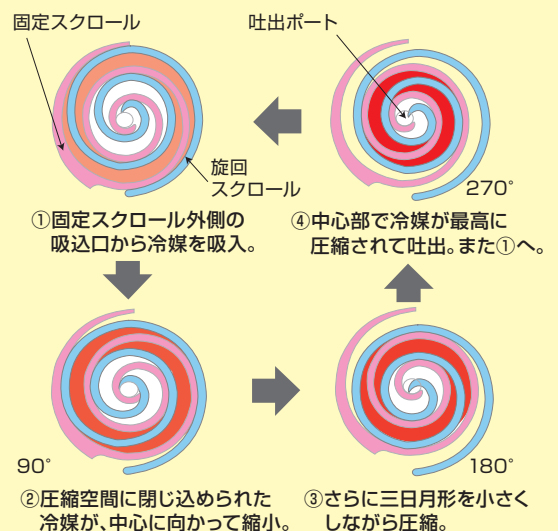 固定スクロール
吐出ポート
旋回
スクロール
①固定スクロール外側の
吸込口から冷媒を吸入。
270°
④中心部で冷媒が最高に
圧縮されて吐出。また①へ。
90°
②圧縮空間に閉じ込められた
冷媒が、中心に向かって縮小。
180°
③さらに三日月形を小さく
しながら圧縮。